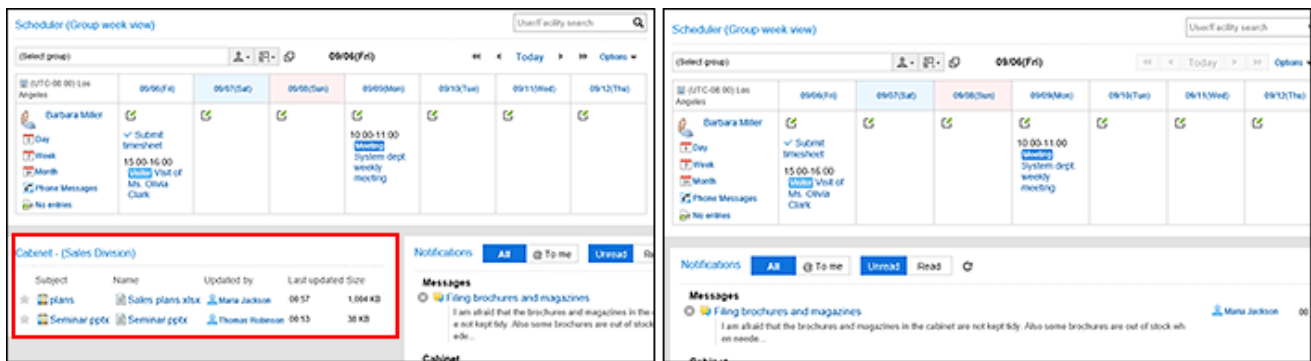 Scheduler (Group week view)
User/Facility search
(Select group)
09/06(Fri)
Today
Options
(UTC-08:00) Los Angeles
09/06(Fri)
09/07(Sat)
09/08(Sun)
09/09(Mon)
09/10(Tue)
09/11(Wed)
09/12(Thu)
Barbara Miller
Day
Week
Month
Phone Messages
No entries
Submit
timesheet
15:00-16:00
Visitor Visit of
Ms. Olivia
Clark
10:00-11:00
Meeting
System dept.
weekly
meeting
Cabinet - (Sales Division)
Subject Name Updated by Last updated Size
plans Sales plans.xlsx Maria Jackson 00:57 1,004 KB
Seminar.pptx Seminar.pptx Thomas Robinson 00:53 38 KB
Notifications All @ To me Unread Re
Messages
Filing brochures and magazines
I am afraid that the brochures and magazines in the c
e not kept tidy. Also some brochures are out of stock
ede...
Cabinet
Scheduler (Group week view)
User/Facility search
(Select group)
09/06(Fri)
Today
Options
(UTC-08:00) Los Angeles
09/06(Fri)
09/07(Sat)
09/08(Sun)
09/09(Mon)
09/10(Tue)
09/11(Wed)
09/12(Thu)
Barbara Miller
Day
Week
Month
Phone Messages
No entries
Submit
timesheet
15:00-16:00
Visitor Visit of
Ms. Olivia
Clark
10:00-11:00
Meeting
System dept.
weekly
meeting
Notifications All @ To me Unread Read
Messages
Filing brochures and magazines Maria Jackson 00
I am afraid that the brochures and magazines in the cabinet are not kept tidy. Also some brochures are out of stock wh
en neede...
Cabinet